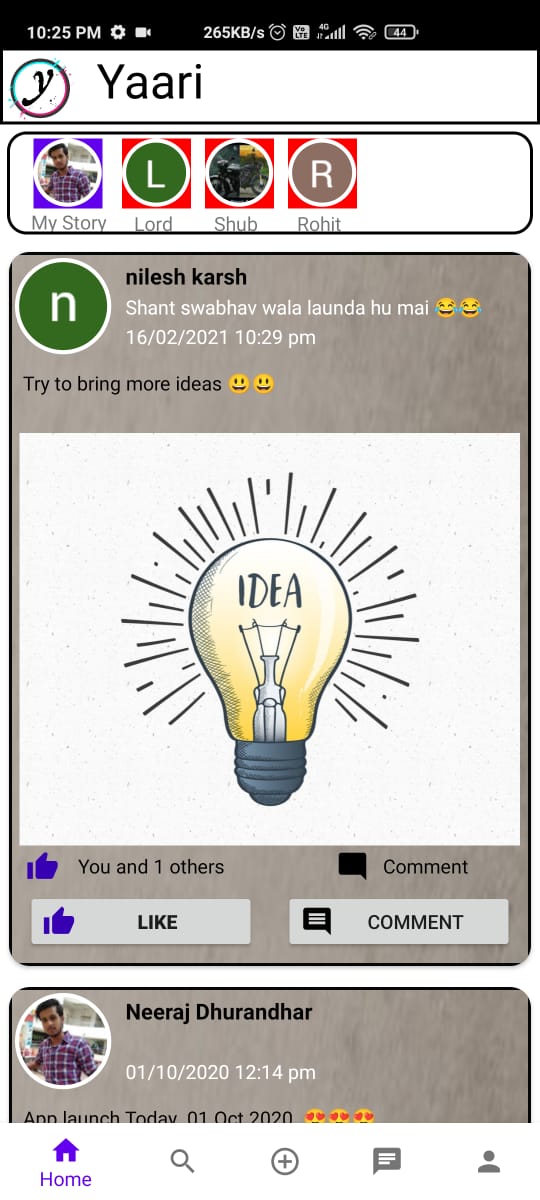 10:25 PM 265KB/s Vo LTE 4G 44
y Yaari
L R
My Story Lord Shub Rohit
n
nilesh karsh
Shant swabhav wala launda hu mai 😂😂
16/02/2021 10:29 pm
Try to bring more ideas 😃😃
IDEA
You and 1 others Comment
LIKE COMMENT
Neeraj Dhurandhar
01/10/2020 12:14 pm
App launch Today 01 Oct 2020 😍😍😍
Home